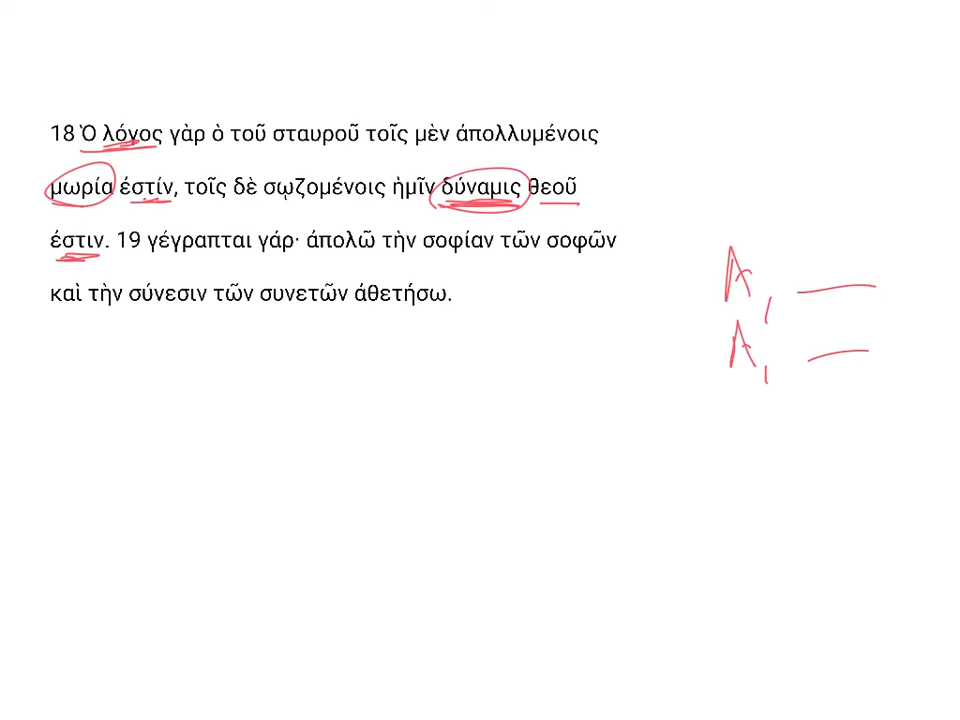 18 Ὁ λόγος γὰρ ὁ τοῦ σταυροῦ τοῖς μὲν ἀπολλυμένοις
μωρία ἐστίν, τοῖς δὲ σῳζομένοις ἡμῖν δύναμις θεοῦ
ἐστιν. 19 γέγραπται γάρ· ἀπολῶ τὴν σοφίαν τῶν σοφῶν
καὶ τὴν σύνεσιν τῶν συνετῶν ἀθετήσω.
A, —
A, —